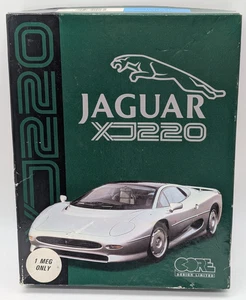 XJ220
JAGUAR
XJ220
1 MEG
ONLY
CORE
DESIGN LIMITED